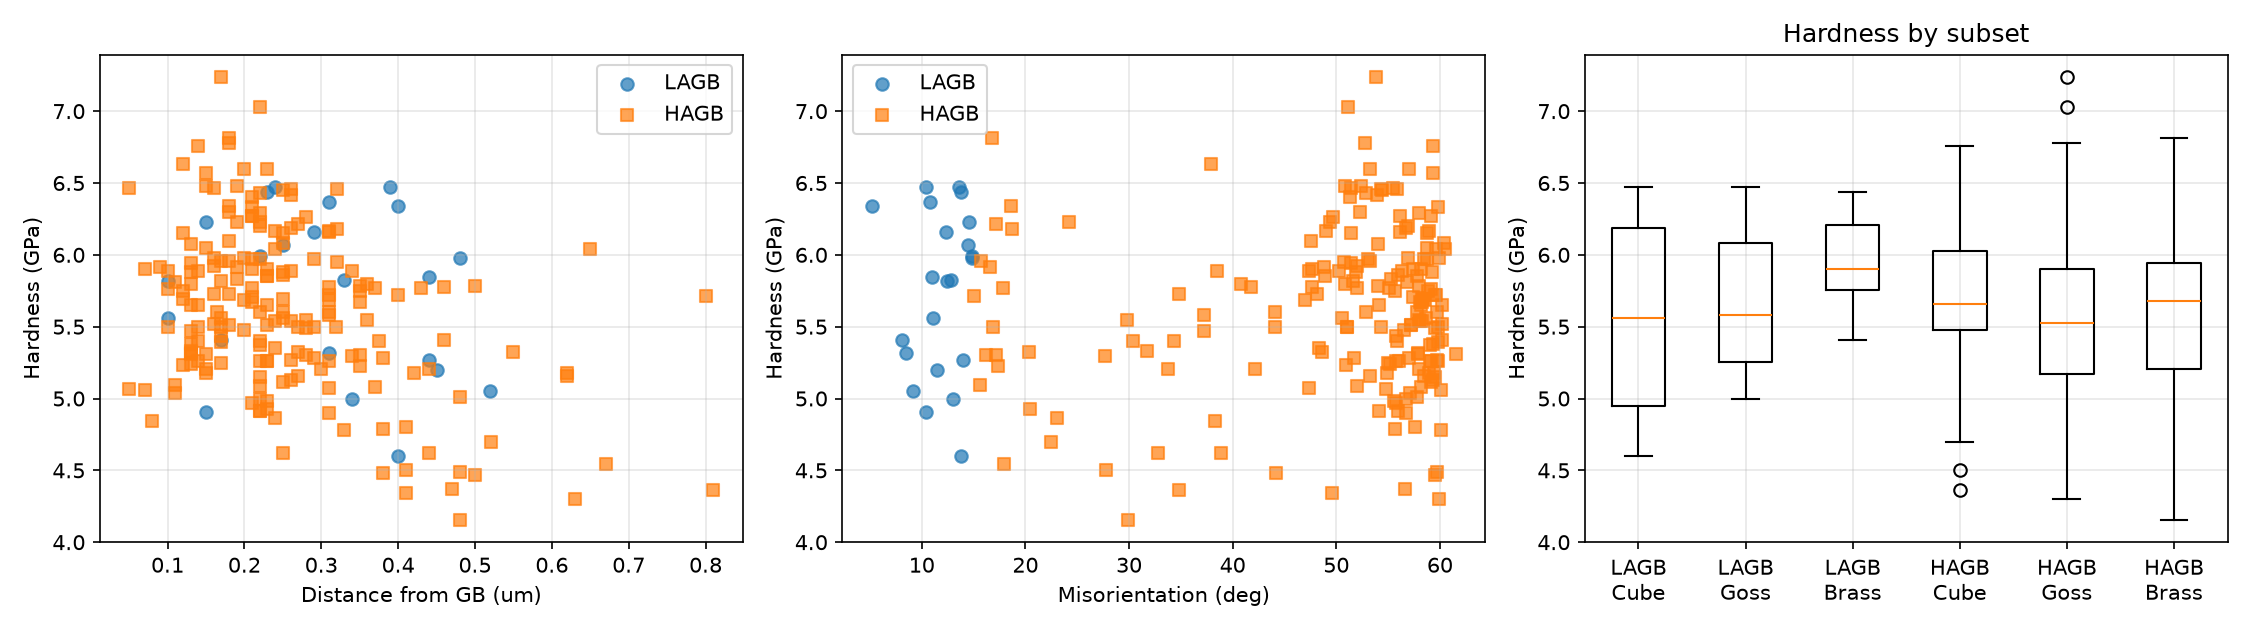 Hardness (GPa)
7.0
6.5
6.0
5.5
5.0
4.5
4.0
LAGB
HAGB
0.1 0.2 0.3 0.4 0.5 0.6 0.7 0.8
Distance from GB (um)
Hardness (GPa)
7.0
6.5
6.0
5.5
5.0
4.5
4.0
LAGB
HAGB
10 20 30 40 50 60
Misorientation (deg)
Hardness by subset
Hardness (GPa)
7.0
6.5
6.0
5.5
5.0
4.5
4.0
LAGB LAGB LAGB HAGB HAGB HAGB
Cube Goss Brass Cube Goss Brass